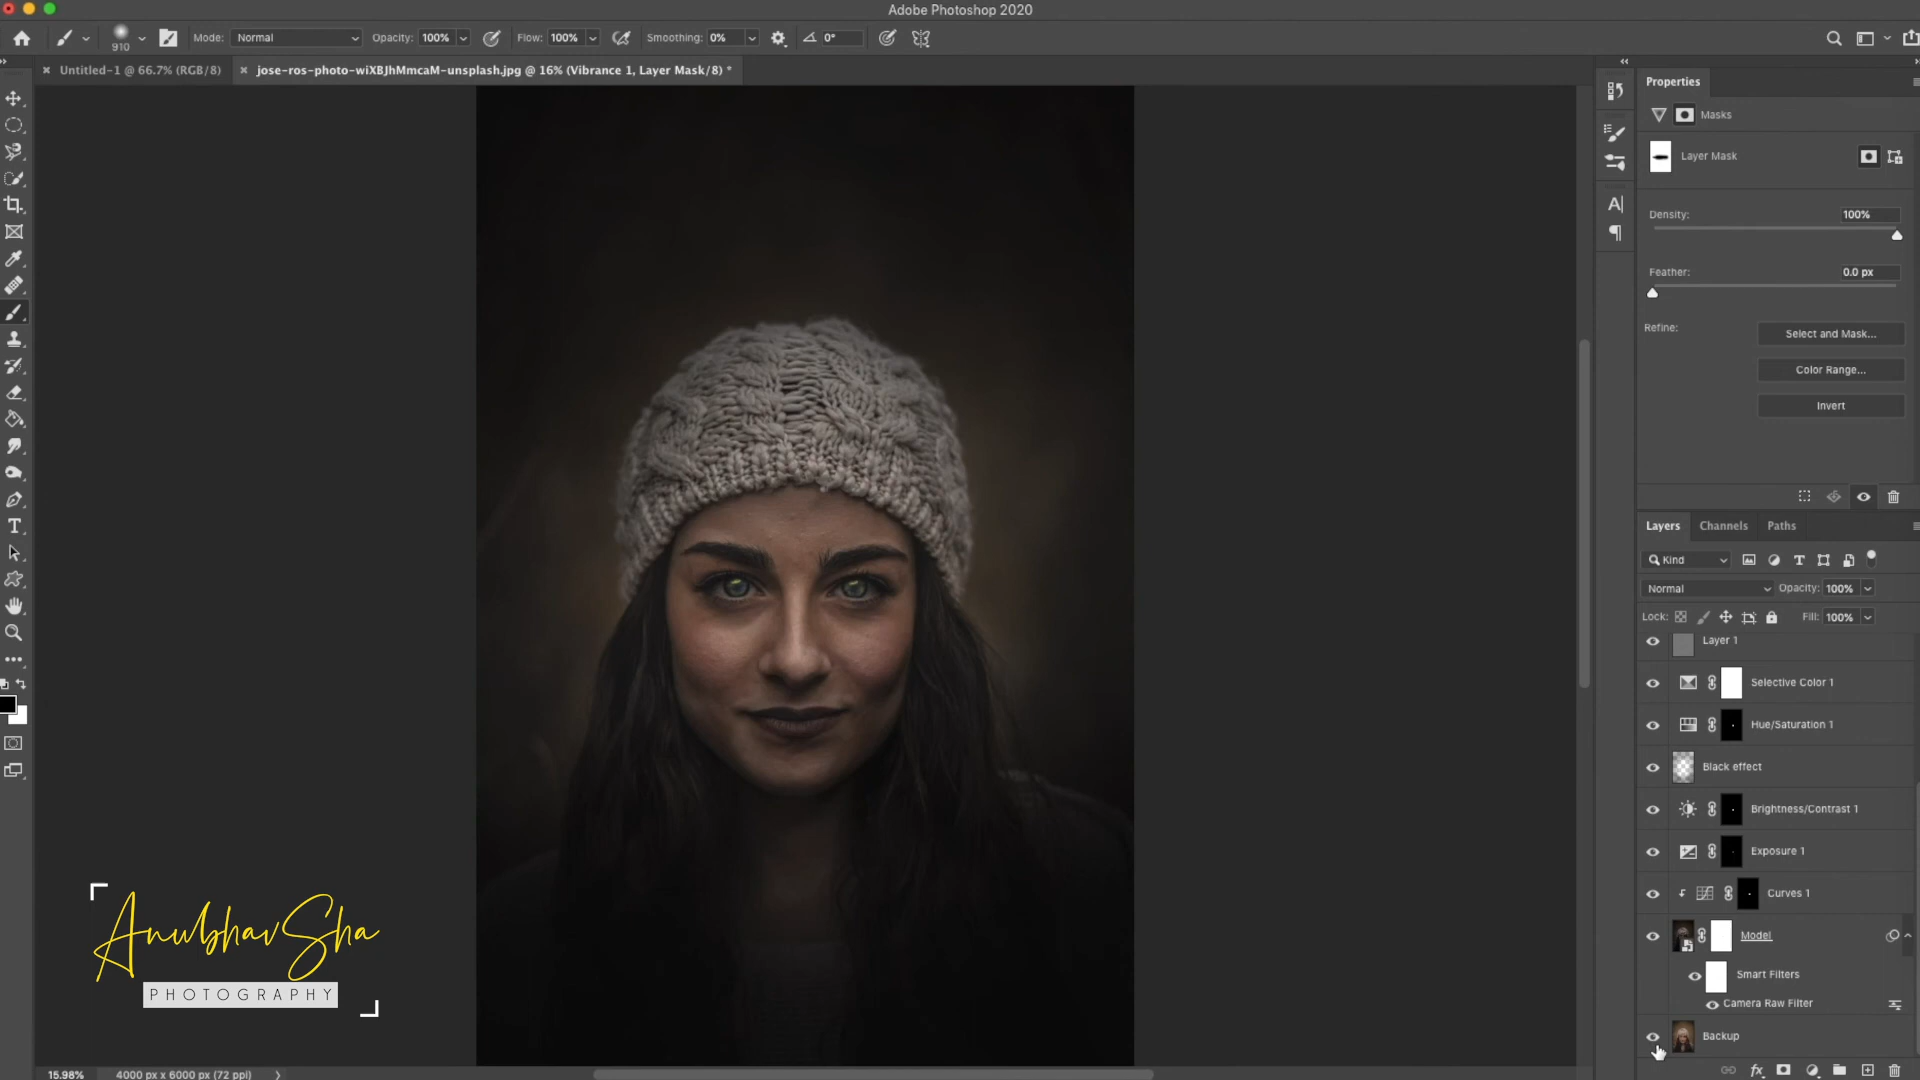 Adobe Photoshop 2020
910
Mode: Normal
Opacity: 100%
Flow: 100%
Smoothing: 0%
0°
Untitled-1 @ 66.7% (RGB/8)
jose-ros-photo-wiXBJhMmcaM-unsplash.jpg @ 16% (Vibrance 1, Layer Mask/8) *
Properties
Masks
Layer Mask
Density: 100%
Feather: 0.0 px
Refine:
Select and Mask...
Color Range...
Invert
Layers Channels Paths
Kind
Normal Opacity: 100%
Lock: Fill: 100%
Layer 1
Selective Color 1
Hue/Saturation 1
Black effect
Brightness/Contrast 1
Exposure 1
Curves 1
Model
Smart Filters
Camera Raw Filter
Backup
AnubhavSha
PHOTOGRAPHY
15.98% 4000 px x 6000 px (72 ppi)